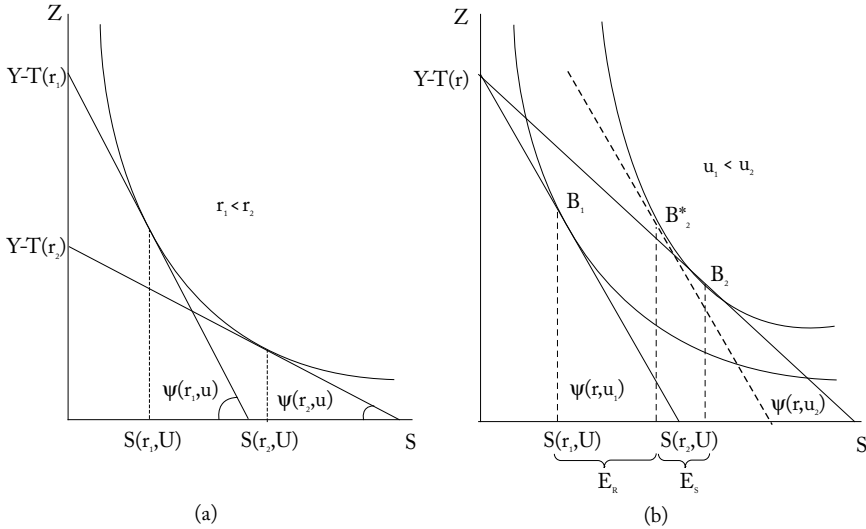 Z
Y-T(r₁)
r₁ < r₂
Y-T(r₂)
ψ(r₁,u)
ψ(r₂,u)
S(r₁,U)
S(r₂,U)
S
(a)
Z
Y-T(r)
u₁ < u₂
B₁
B*₂
B₂
ψ(r,u₁)
ψ(r,u₂)
S(r₁,U)
S(r₂,U)
S
E_R
E_S
(b)